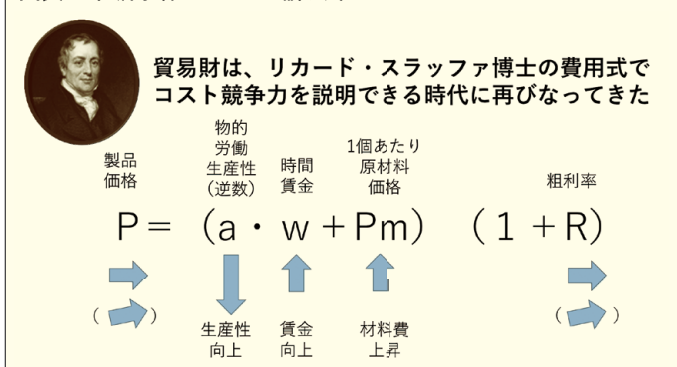 貿易財は、リカード・スラッファ博士の費用式で
コスト競争力を説明できる時代に再びなってきた
製品
価格
物的
労働
生産性
(逆数)
時間
賃金
1個あたり
原材料
価格
粗利率
P= (a・w+Pm) (1+R)
( )
生産性
向上
賃金
向上
材料費
上昇
( )